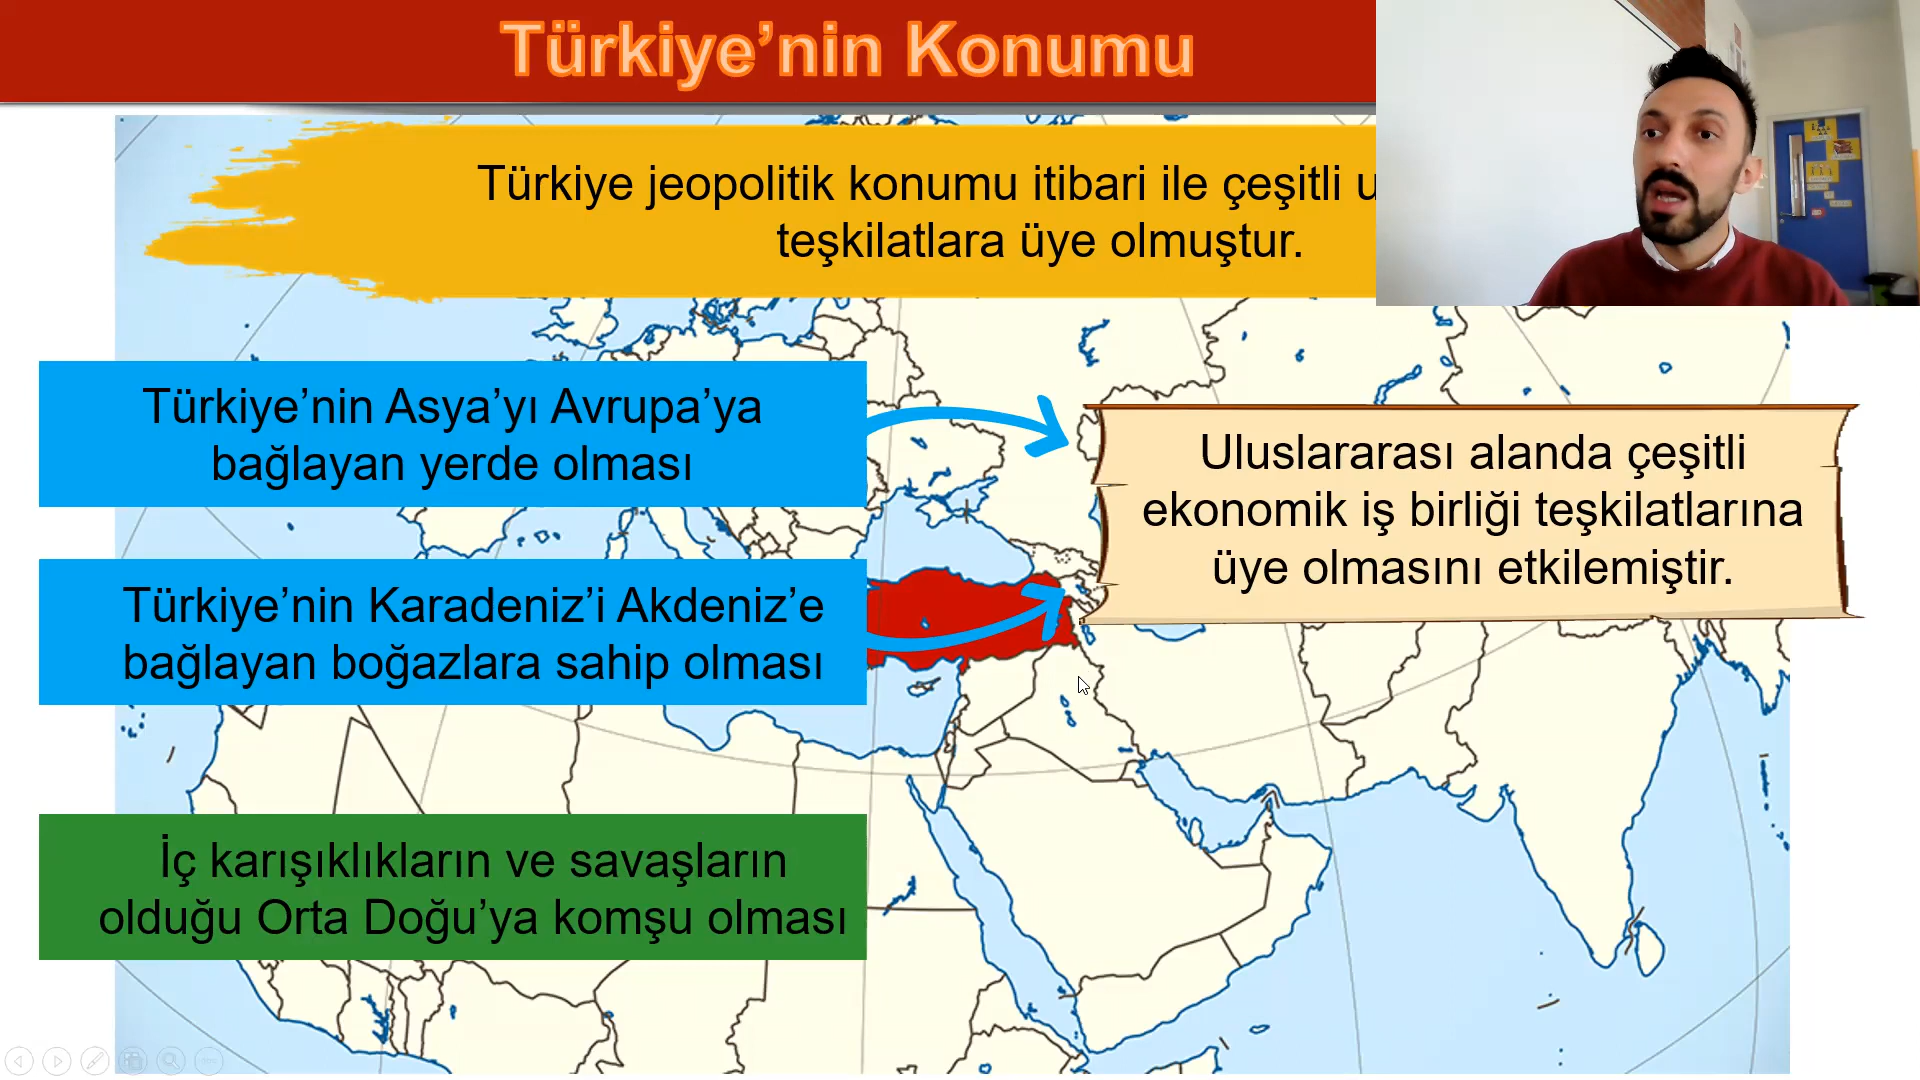 Türkiye’nin Konumu
Türkiye jeopolitik konumu itibari ile çeşitli
teşkilatlara üye olmuştur.
Türkiye’nin Asya’yı Avrupa’ya
bağlayan yerde olması
Uluslararası alanda çeşitli
ekonomik iş birliği teşkilatlarına
üye olmasını etkilemiştir.
Türkiye’nin Karadeniz’i Akdeniz’e
bağlayan boğazlara sahip olması
İç karışıklıkların ve savaşların
olduğu Orta Doğu’ya komşu olması